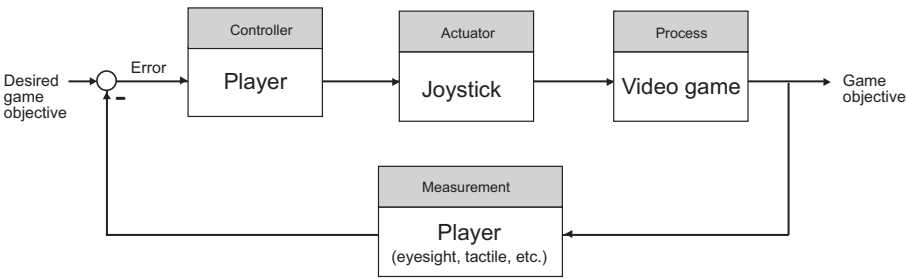 Controller
Actuator
Process
Desired
game
objective
Error
-
Player
Joystick
Video game
Game
objective
Measurement
Player
(eyesight, tactile, etc.)